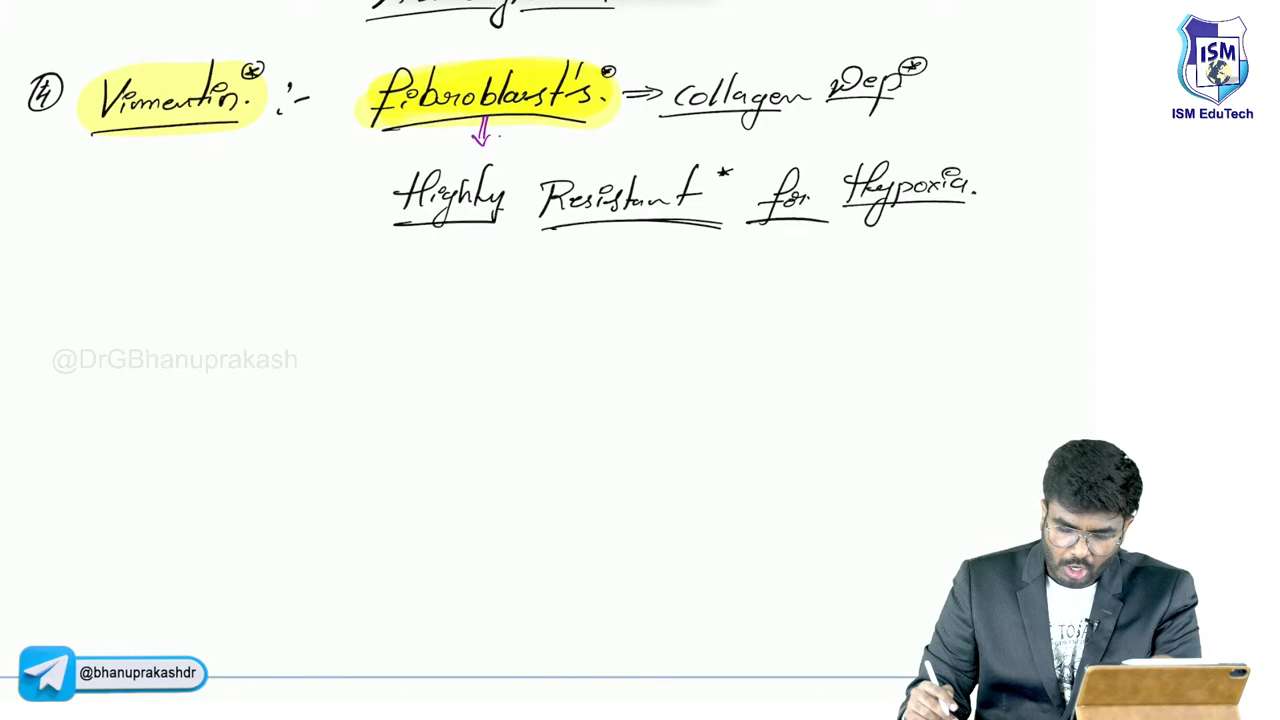 ④ Vimentin.* :- fibroblast's.* ⇒ collagen Dep*
Highly Resistant* for Hypoxia.
ISM
ISM EduTech
@DrGBhanuprakash
@bhanuprakashdr